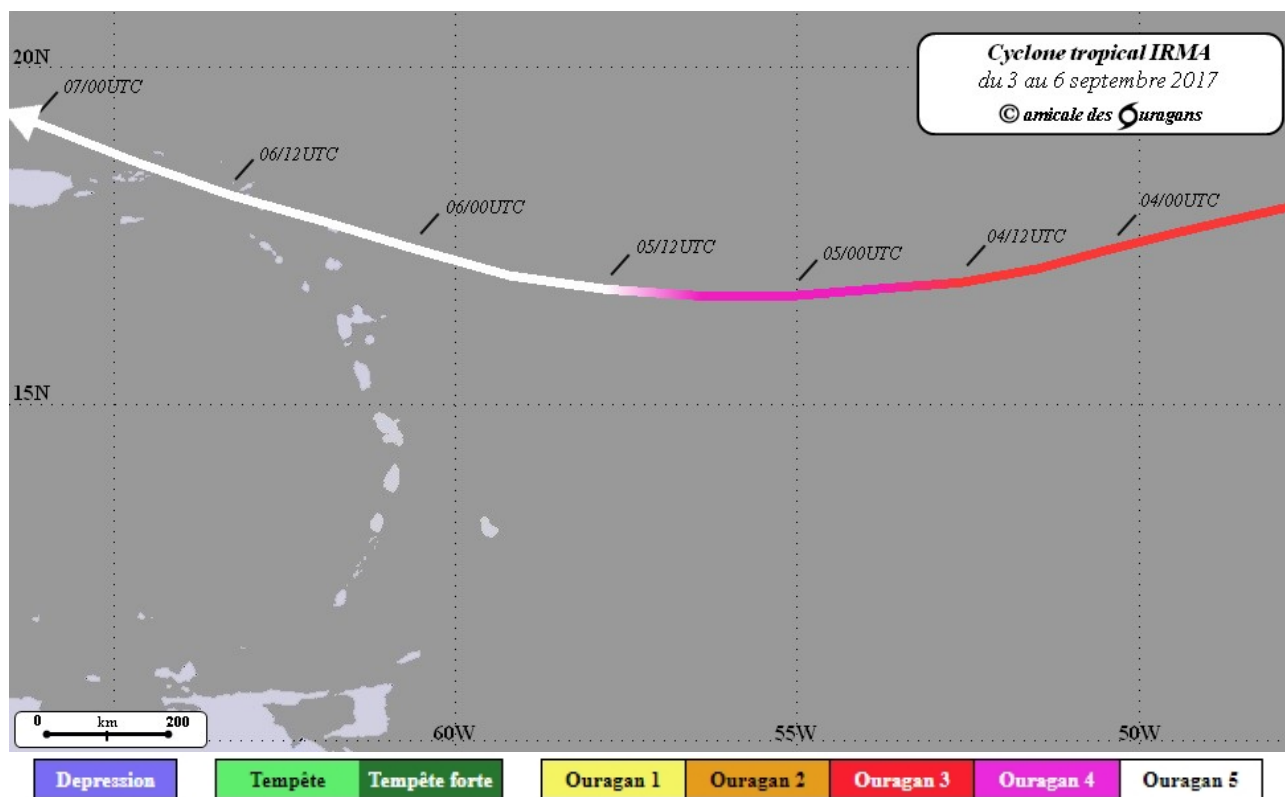 20N
07/00UTC
Cyclone tropical IRMA
du 3 au 6 septembre 2017
© amicale des Ouragans
06/12UTC
06/00UTC
04/00UTC
05/12UTC
05/00UTC
04/12UTC
15N
0 km 200
60W
55W
50W
Depression
Tempête
Tempête forte
Ouragan 1
Ouragan 2
Ouragan 3
Ouragan 4
Ouragan 5